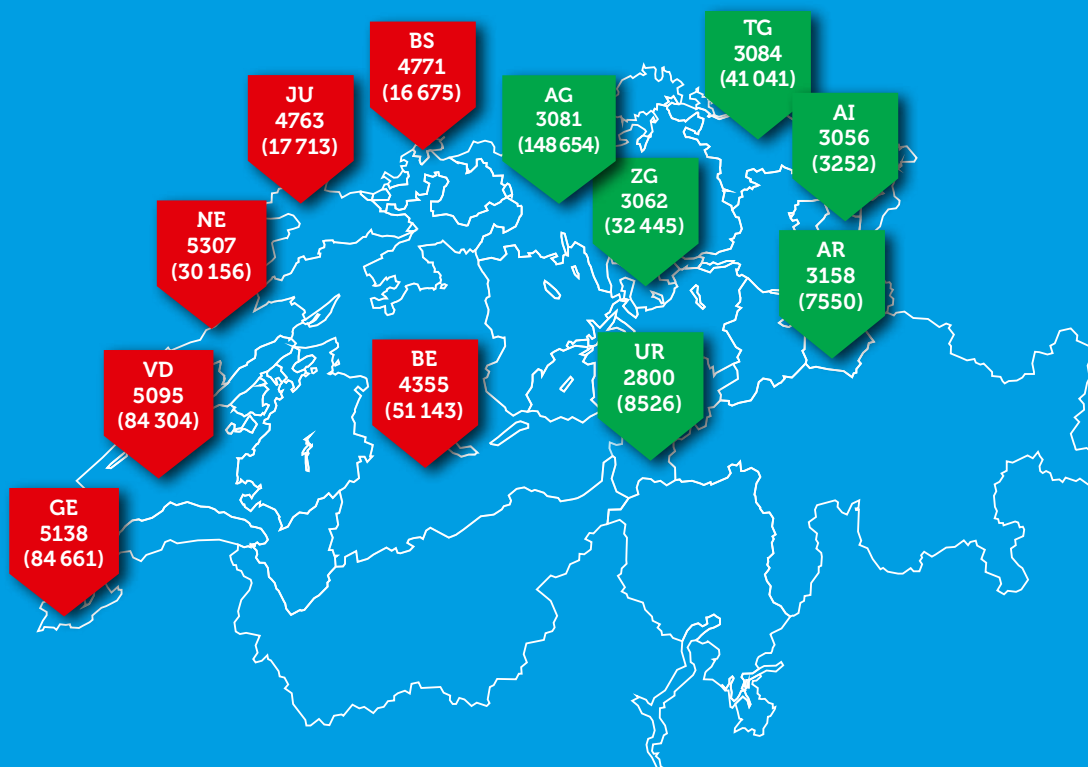 BS
4771
(16 675)
TG
3084
(41 041)
JU
4763
(17 713)
AG
3081
(148 654)
AI
3056
(3252)
ZG
3062
(32 445)
NE
5307
(30 156)
AR
3158
(7550)
VD
5095
(84 304)
BE
4355
(51 143)
UR
2800
(8526)
GE
5138
(84 661)